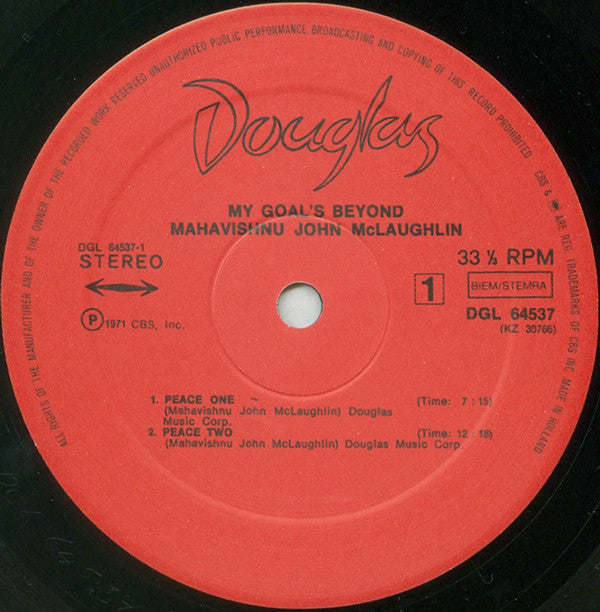 ALL RIGHTS OF THE MANUFACTURER AND OF THE OWNER OF THE RECORDED WORK RESERVED UNAUTHORIZED PUBLIC PERFORMANCE BROADCASTING AND COPYING OF THIS RECORD PROHIBITED CBS & ARE REG. TRADEMARKS OF CBS INC. MADE IN HOLLAND
Douglas
MY GOAL'S BEYOND
MAHAVISHNU JOHN McLAUGHLIN
DGL 64537-1
STEREO
33 ⅓ RPM
1
BIEM/STEMRA
Ⓟ 1971 CBS, Inc.
DGL 64537
(KZ 30766)
1. PEACE ONE ~ (Time: 7:15)
(Mahavishnu John McLaughlin) Douglas
Music Corp.
2. PEACE TWO (Time: 12:18)
(Mahavishnu John McLaughlin) Douglas Music Corp.